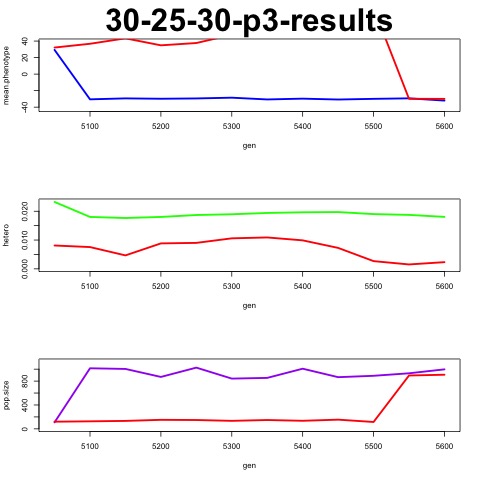 30-25-30-p3-results
mean.phenotype
40
20
0
-40
5100 5200 5300 5400 5500 5600
gen
hetero
0.020
0.010
0.000
5100 5200 5300 5400 5500 5600
gen
pop.size
800
400
0
5100 5200 5300 5400 5500 5600
gen